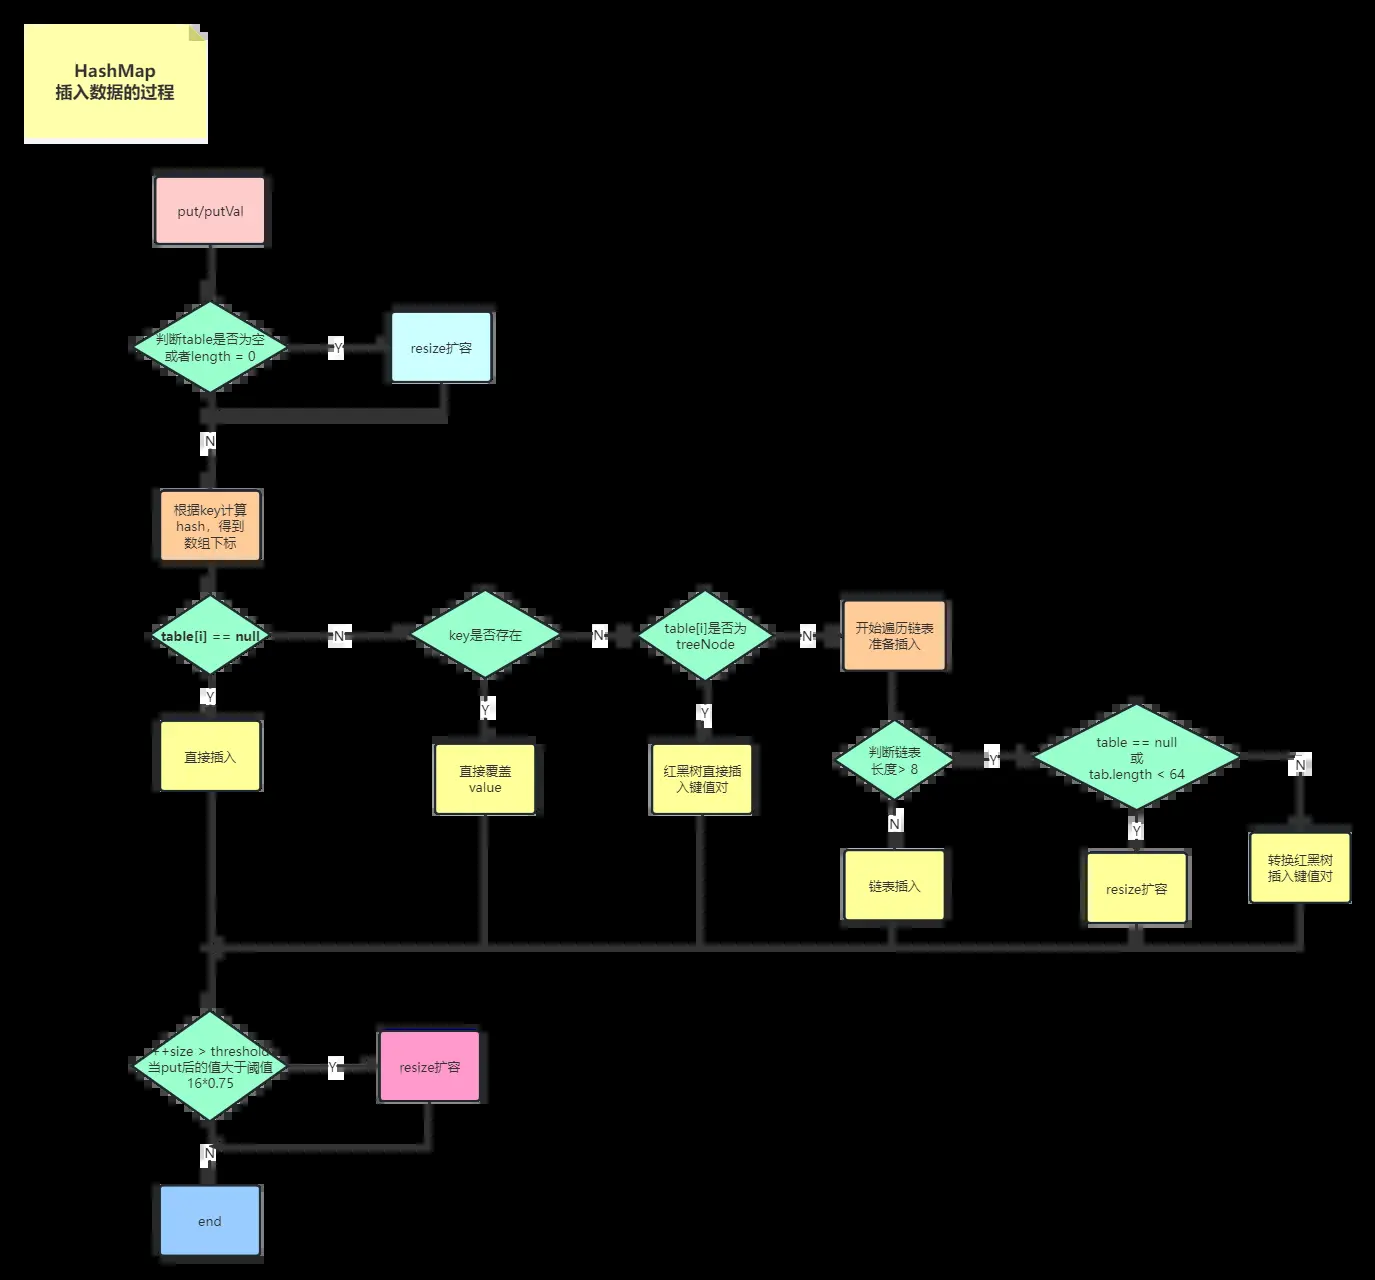 HashMap
插入数据的过程
put/putVal
判断table是否为空
或者length = 0
Y
resize扩容
N
根据key计算
hash，得到
数组下标
table[i] == null
N
key是否存在
N
table[i]是否为
treeNode
N
开始遍历链表
准备插入
Y
直接插入
Y
直接覆盖
value
Y
红黑树直接插
入键值对
判断链表
长度> 8
Y
table == null
或
tab.length < 64
N
N
链表插入
Y
resize扩容
转换红黑树
插入键值对
++size > threshold
当put后的值大于阈值
16*0.75
Y
resize扩容
N
end